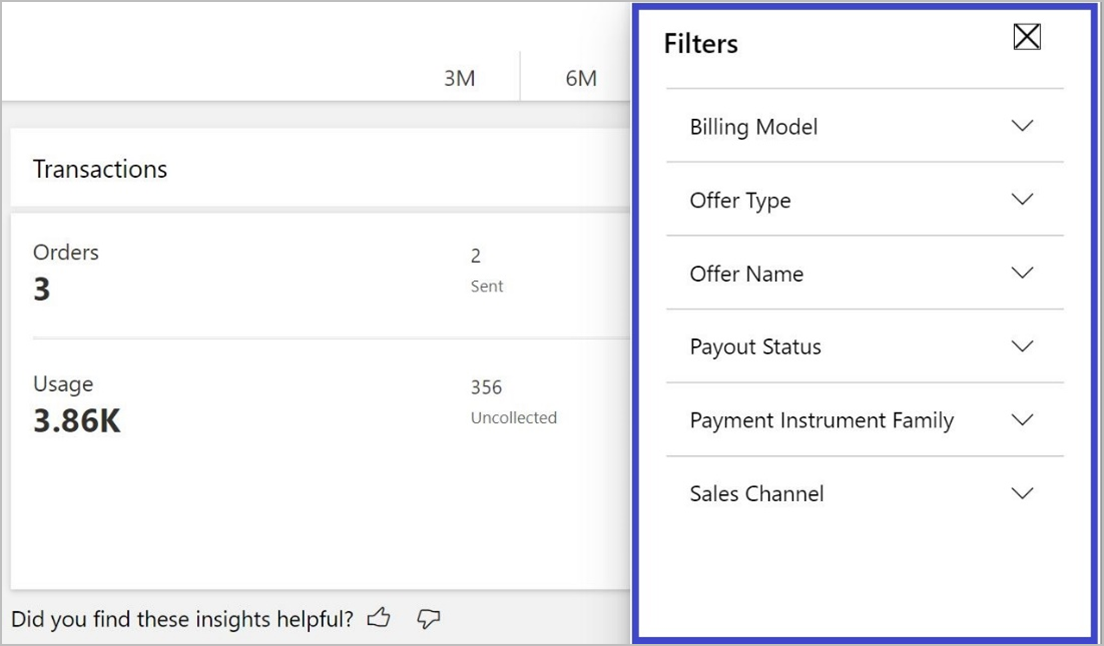 3M
6M
Transactions
Orders
3
2
Sent
Usage
3.86K
356
Uncollected
Did you find these insights helpful?
Filters
Billing Model
Offer Type
Offer Name
Payout Status
Payment Instrument Family
Sales Channel